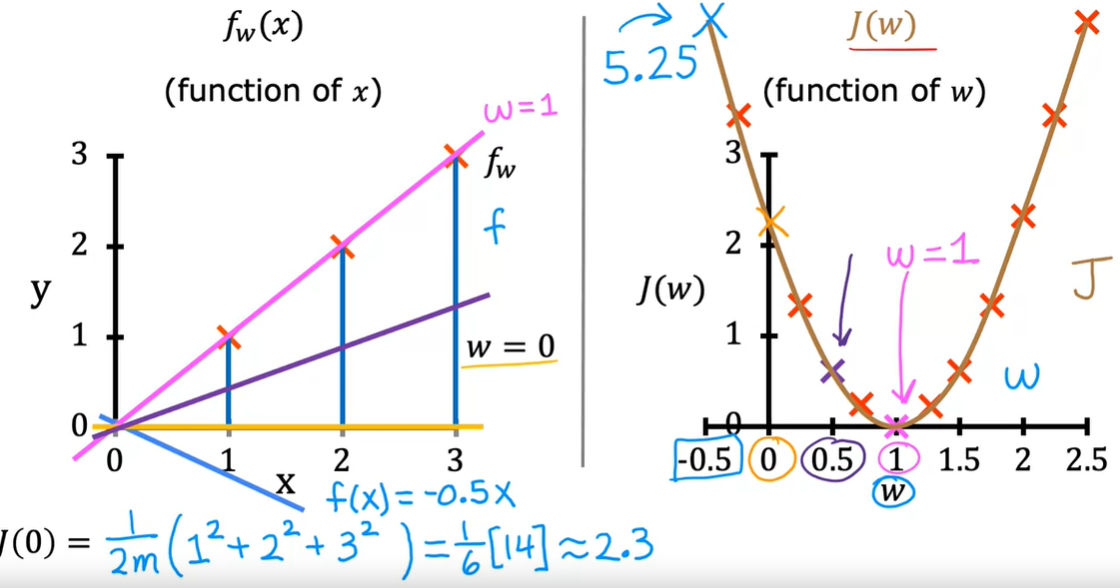 f_w(x)
(function of x)
w=1
3
2
1
0
y
f_w
f
w = 0
0 1 2 3
x
f(x) = -0.5x
J(0) = 1/2m (1² + 2² + 3²) = 1/6 [14] ≈ 2.3
5.25
J(w)
(function of w)
3
2
1
0
J(w)
w=1
J
w
-0.5 0 0.5 1 1.5 2 2.5
w